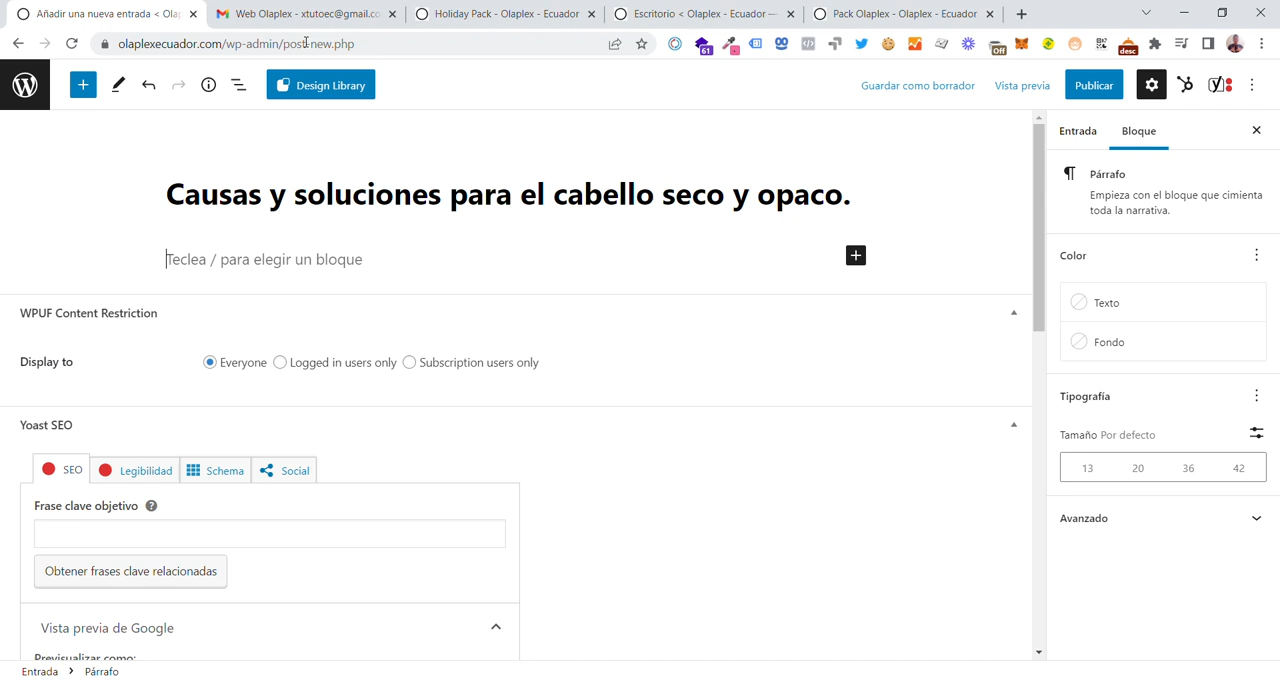 Añadir una nueva entrada < Olap
Web Olaplex - xtutoec@gmail.co
Holiday Pack - Olaplex - Ecuador
Escritorio < Olaplex - Ecuador —
Pack Olaplex - Olaplex - Ecuador
olaplexecuador.com/wp-admin/post-new.php
61
Off
desc
Design Library
Guardar como borrador
Vista previa
Publicar
Entrada
Bloque
Causas y soluciones para el cabello seco y opaco.
Párrafo
Empieza con el bloque que cimienta
toda la narrativa.
Teclea / para elegir un bloque
Color
Texto
Fondo
WPUF Content Restriction
Display to
Everyone
Logged in users only
Subscription users only
Tipografía
Tamaño Por defecto
13 20 36 42
Yoast SEO
SEO
Legibilidad
Schema
Social
Frase clave objetivo
Avanzado
Obtener frases clave relacionadas
Vista previa de Google
Previsualizar como:
Entrada
Párrafo